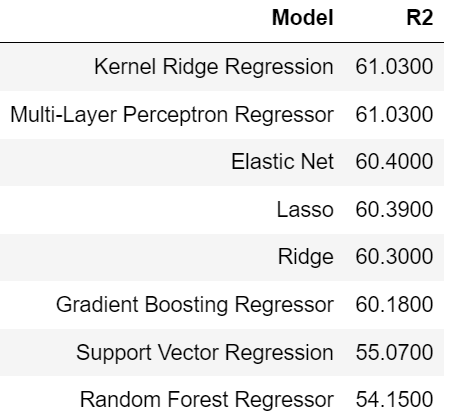 Model R2
Kernel Ridge Regression 61.0300
Multi-Layer Perceptron Regressor 61.0300
Elastic Net 60.4000
Lasso 60.3900
Ridge 60.3000
Gradient Boosting Regressor 60.1800
Support Vector Regression 55.0700
Random Forest Regressor 54.1500